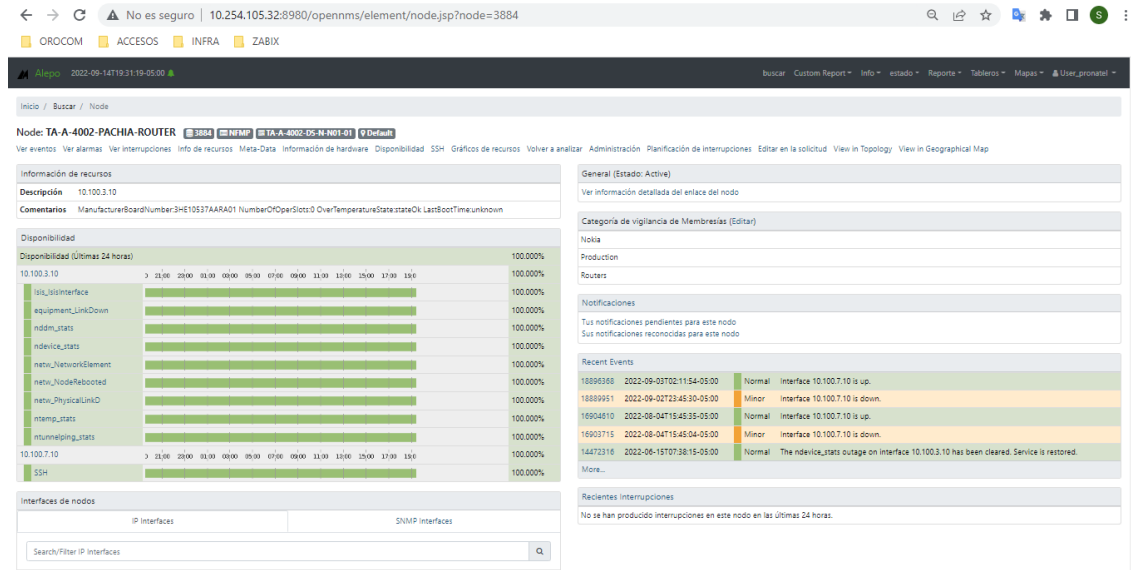 No es seguro | 10.254.105.32:8980/opennms/element/node.jsp?node=3884
S
OROCOM ACCESOS INFRA ZABIX
Alepo 2022-09-14T19:31:19-05:00 buscar Custom Report Info estado Reporte Tableros Mapas User_pronatel
Inicio / Buscar / Node
Node: TA-A-4002-PACHIA-ROUTER 3884 NFMP TA-A-4002-DS-N-N01-01 Default
Ver eventos Ver alarmas Ver interrupciones Info de recursos Meta-Data Información de hardware Disponibilidad SSH Gráficos de recursos Volver a analizar Administración Planificación de interrupciones Editar en la solicitud View in Topology View in Geographical Map
Información de recursos
Descripción 10.100.3.10
Comentarios ManufacturerBoardNumber:3HE10537AARA01 NumberOfOperSlots:0 OverTemperatureState:stateOk LastBootTime:unknown
Disponibilidad
Disponibilidad (Últimas 24 horas) 100.000%
10.100.3.10 21:00 23:00 01:00 03:00 05:00 07:00 09:00 11:00 13:00 15:00 17:00 19:0 100.000%
Isis_IsisInterface 100.000%
equipment_LinkDown 100.000%
nddm_stats 100.000%
ndevice_stats 100.000%
netw_NetworkElement 100.000%
netw_NodeRebooted 100.000%
netw_PhysicalLinkD 100.000%
ntemp_stats 100.000%
ntunnelping_stats 100.000%
10.100.7.10 21:00 23:00 01:00 03:00 05:00 07:00 09:00 11:00 13:00 15:00 17:00 19:0 100.000%
SSH 100.000%
Interfaces de nodos
IP Interfaces SNMP Interfaces
Search/Filter IP Interfaces
General (Estado: Active)
Ver información detallada del enlace del nodo
Categoría de vigilancia de Membresías (Editar)
Nokia
Production
Routers
Notificaciones
Tus notificaciones pendientes para este nodo
Sus notificaciones reconocidas para este nodo
Recent Events
18896368 2022-09-03T02:11:54-05:00 Normal Interface 10.100.7.10 is up.
18889951 2022-09-02T23:45:30-05:00 Minor Interface 10.100.7.10 is down.
16904610 2022-08-04T15:45:35-05:00 Normal Interface 10.100.7.10 is up.
16903715 2022-08-04T15:45:04-05:00 Minor Interface 10.100.7.10 is down.
14472316 2022-06-15T07:38:15-05:00 Normal The ndevice_stats outage on interface 10.100.3.10 has been cleared. Service is restored.
More...
Recientes Interrupciones
No se han producido interrupciones en este nodo en las últimas 24 horas.